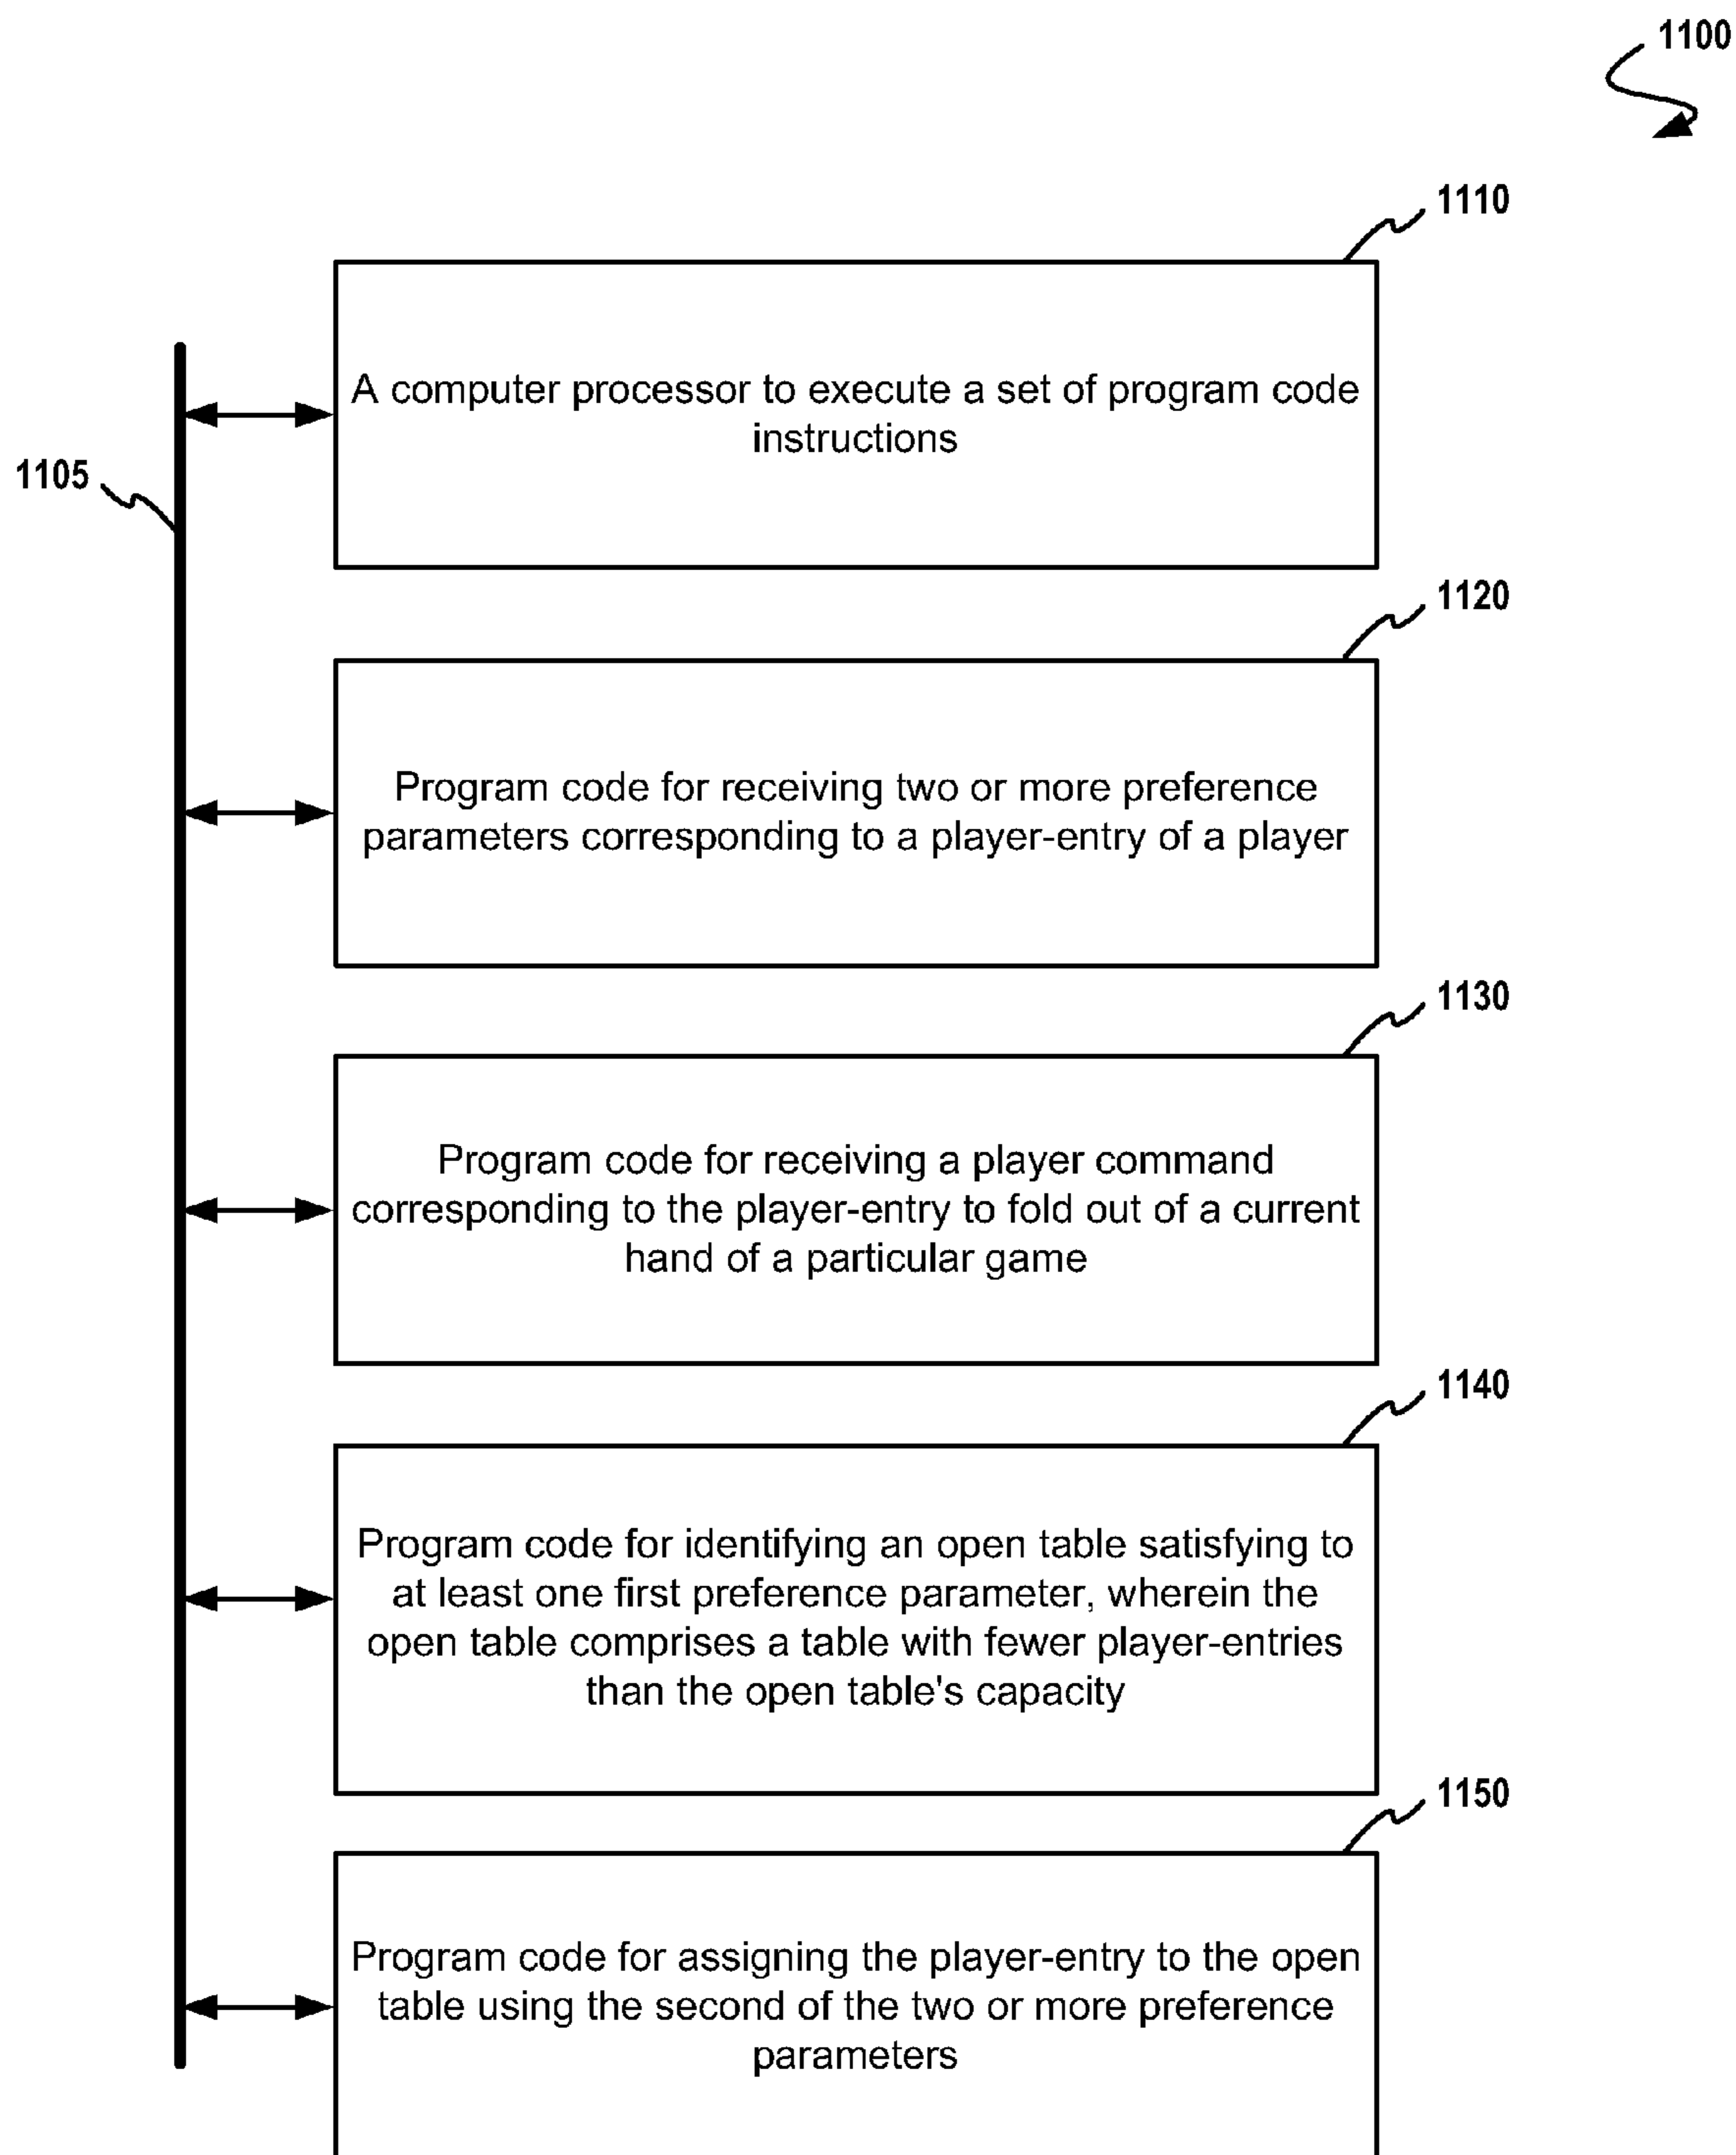 1100
1110
A computer processor to execute a set of program code
instructions
1105
1120
Program code for receiving two or more preference
parameters corresponding to a player-entry of a player
1130
Program code for receiving a player command
corresponding to the player-entry to fold out of a current
hand of a particular game
1140
Program code for identifying an open table satisfying to
at least one first preference parameter, wherein the
open table comprises a table with fewer player-entries
than the open table's capacity
1150
Program code for assigning the player-entry to the open
table using the second of the two or more preference
parameters